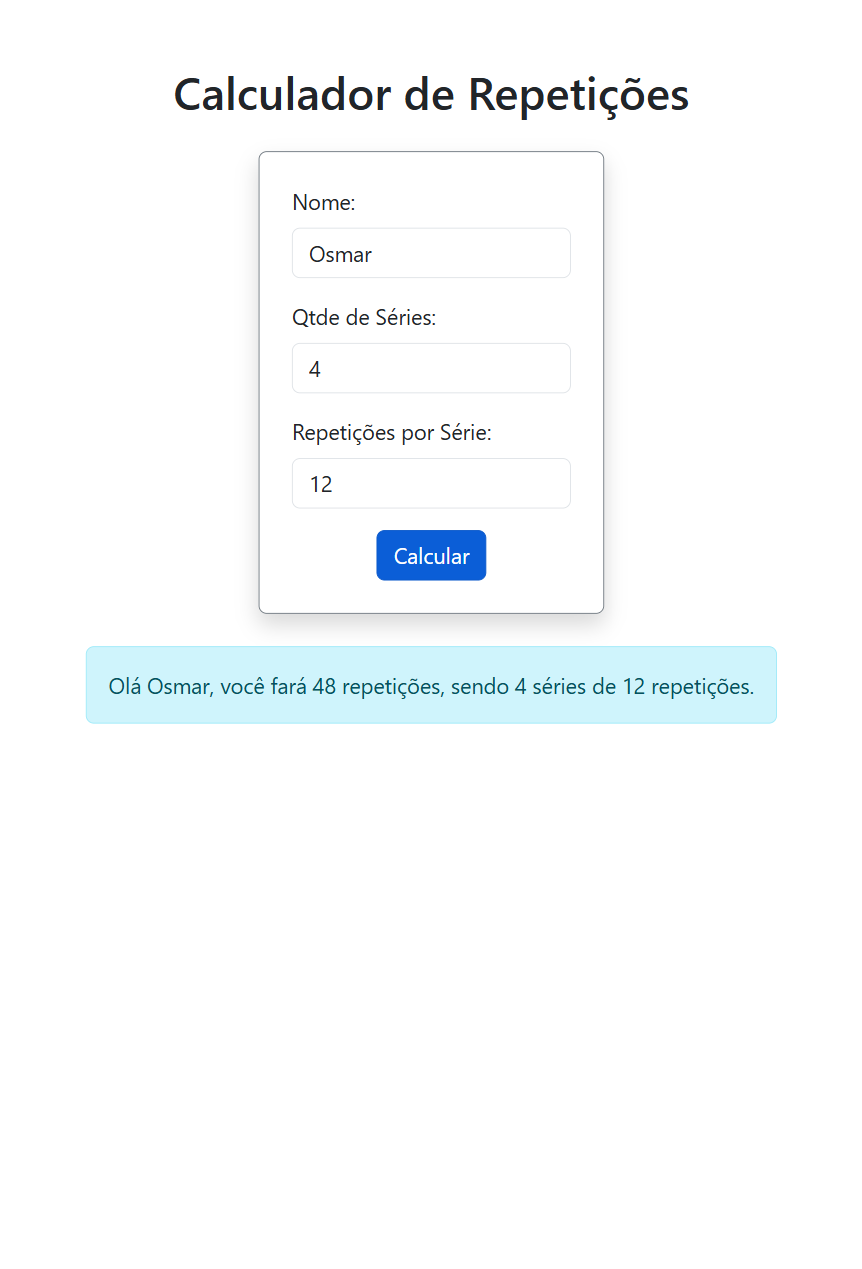 Calculador de Repetições
Nome:
Osmar
Qtde de Séries:
4
Repetições por Série:
12
Calcular
Olá Osmar, você fará 48 repetições, sendo 4 séries de 12 repetições.